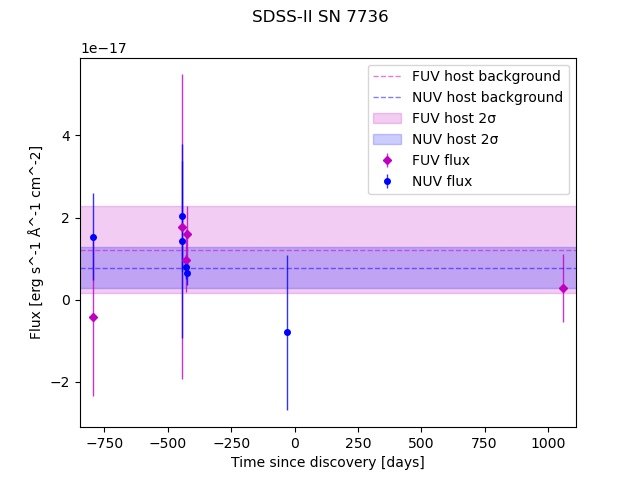 SDSS-II SN 7736
1e−17
FUV host background
NUV host background
FUV host 2σ
NUV host 2σ
FUV flux
NUV flux
4
2
0
−2
Flux [erg s^-1 Å^-1 cm^-2]
−750
−500
−250
0
250
500
750
1000
Time since discovery [days]